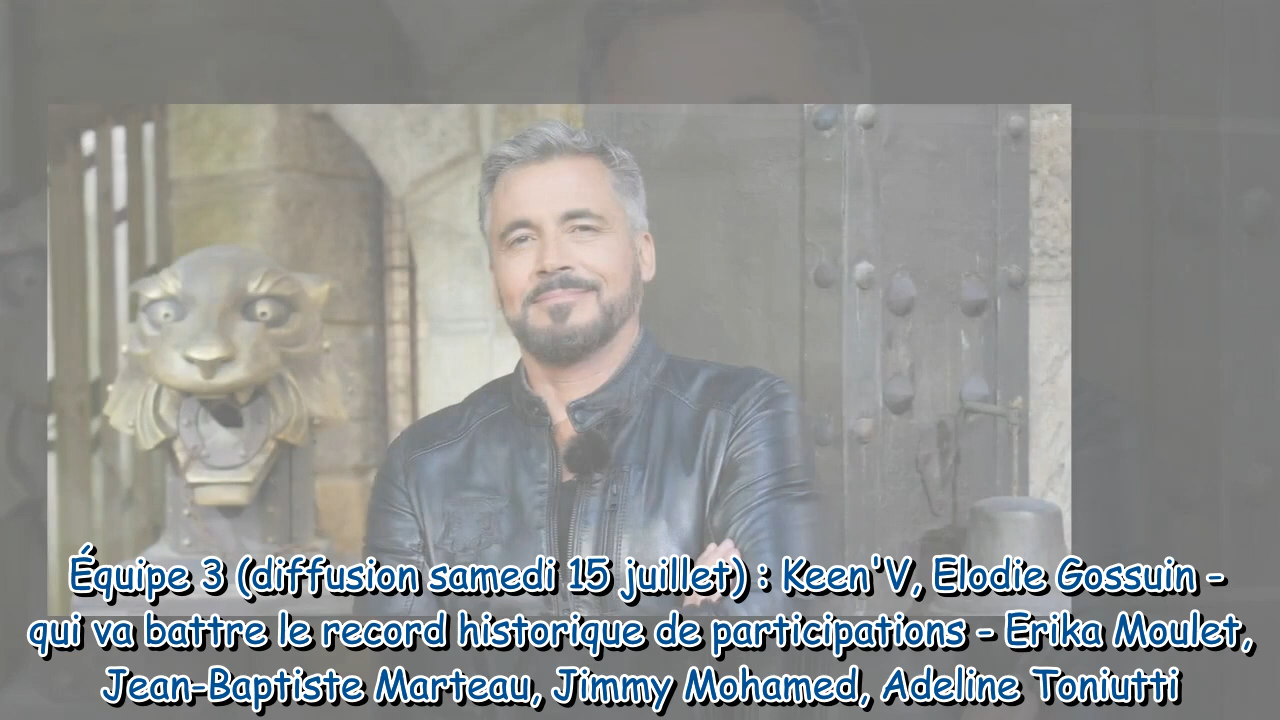 Équipe 3 (diffusion samedi 15 juillet) : Keen'V, Elodie Gossuin –
qui va battre le record historique de participations – Erika Moulet,
Jean-Baptiste Marteau, Jimmy Mohamed, Adeline Toniutti